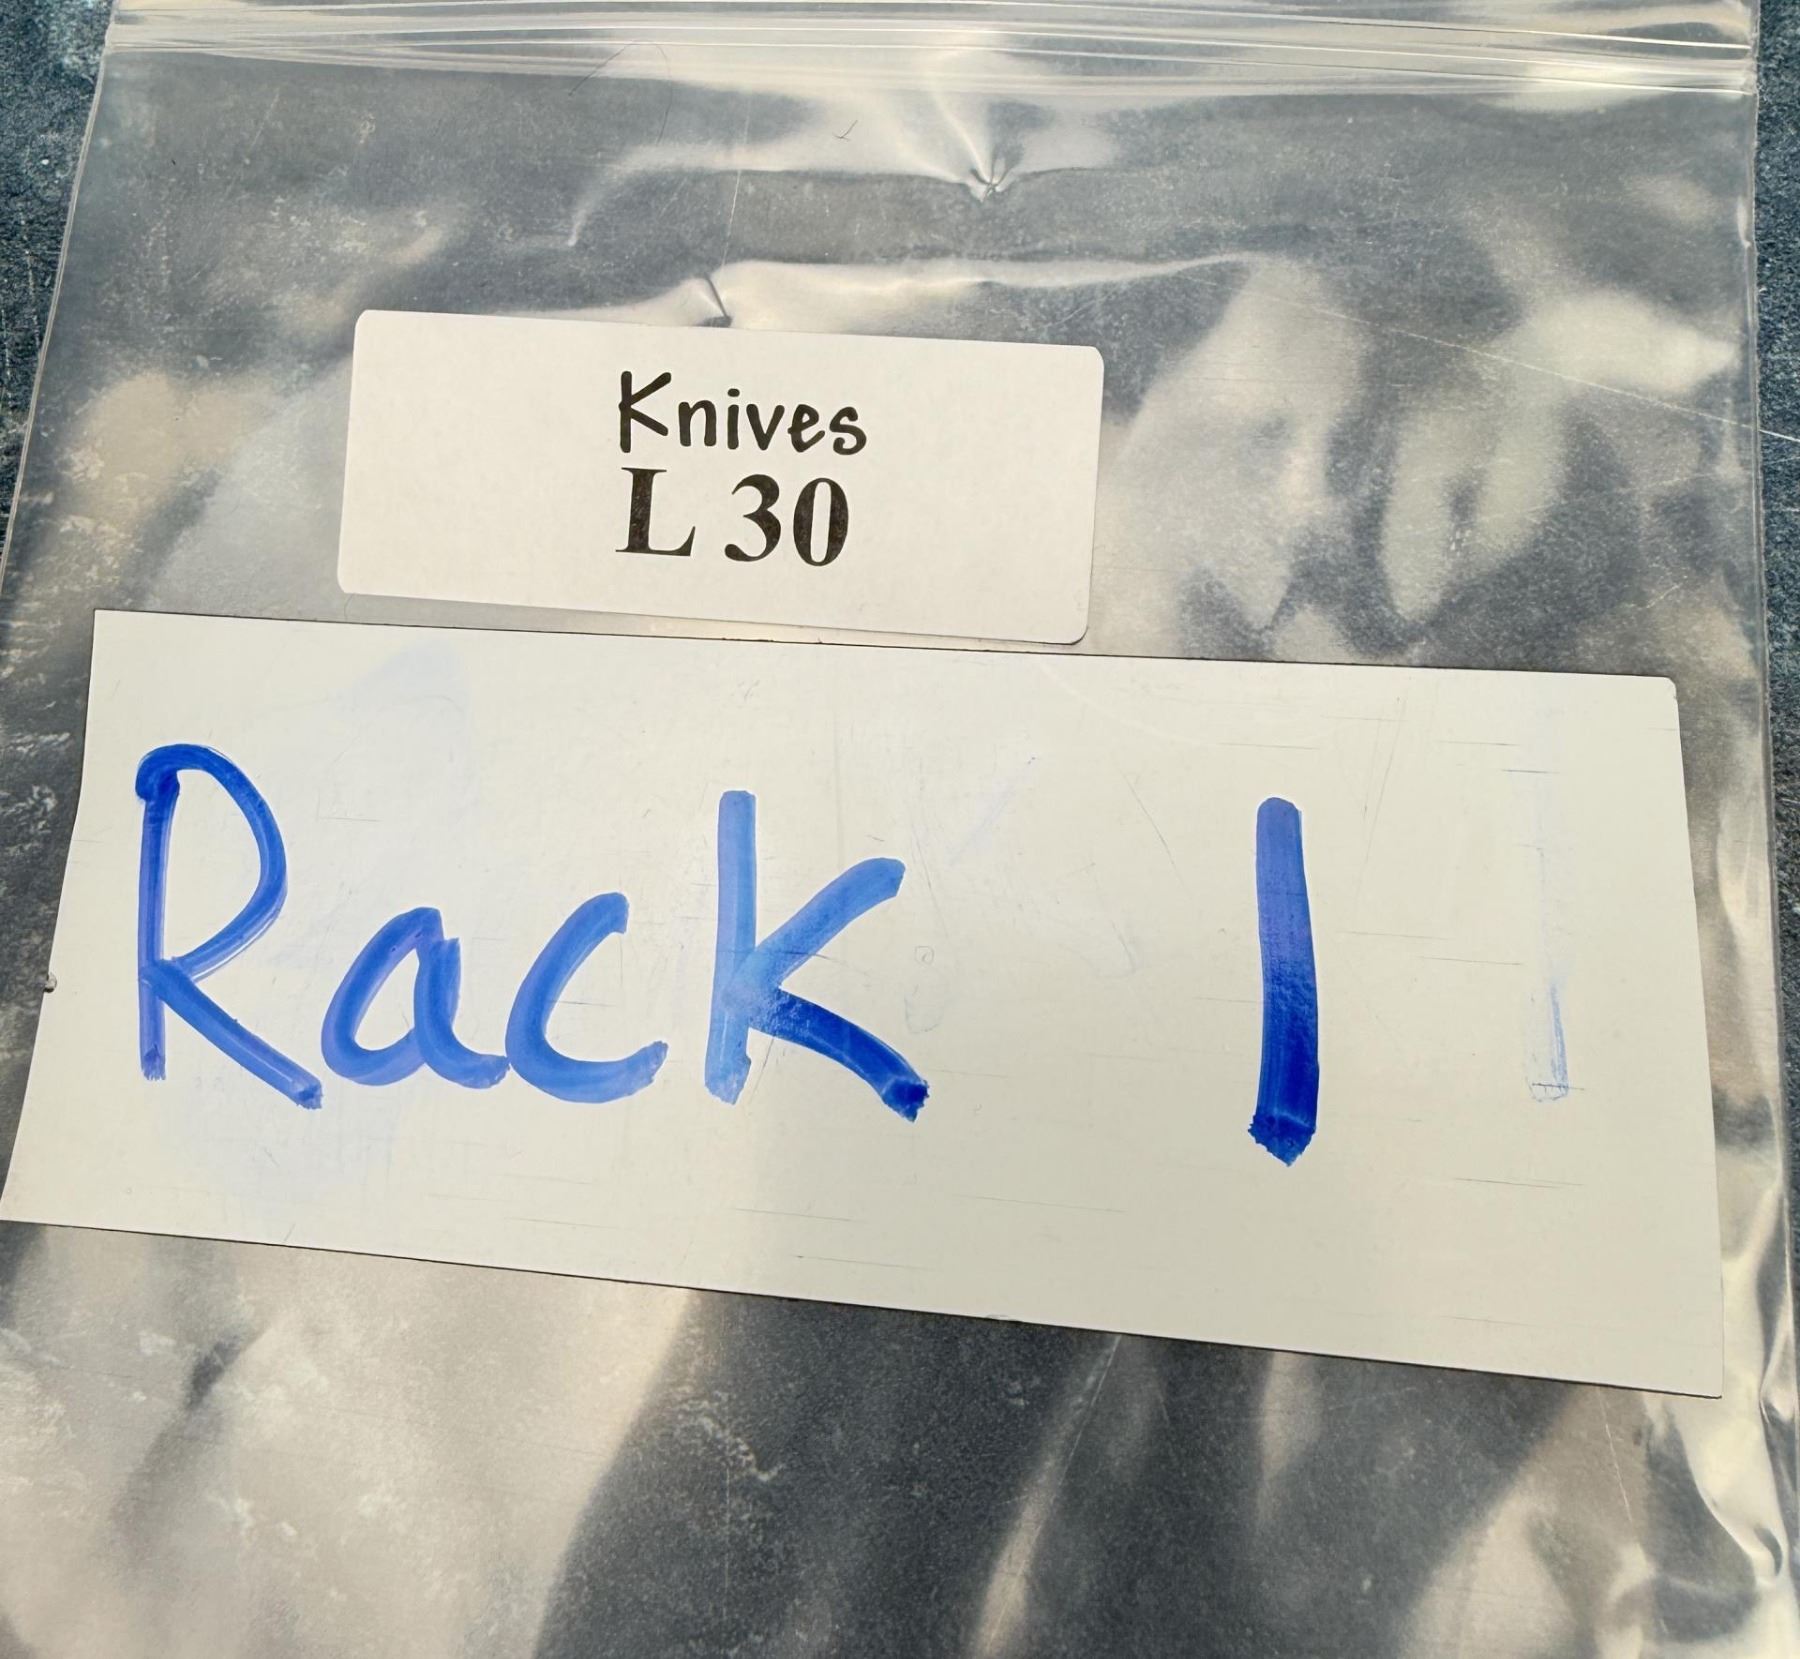 Knives
L 30
Rack 1